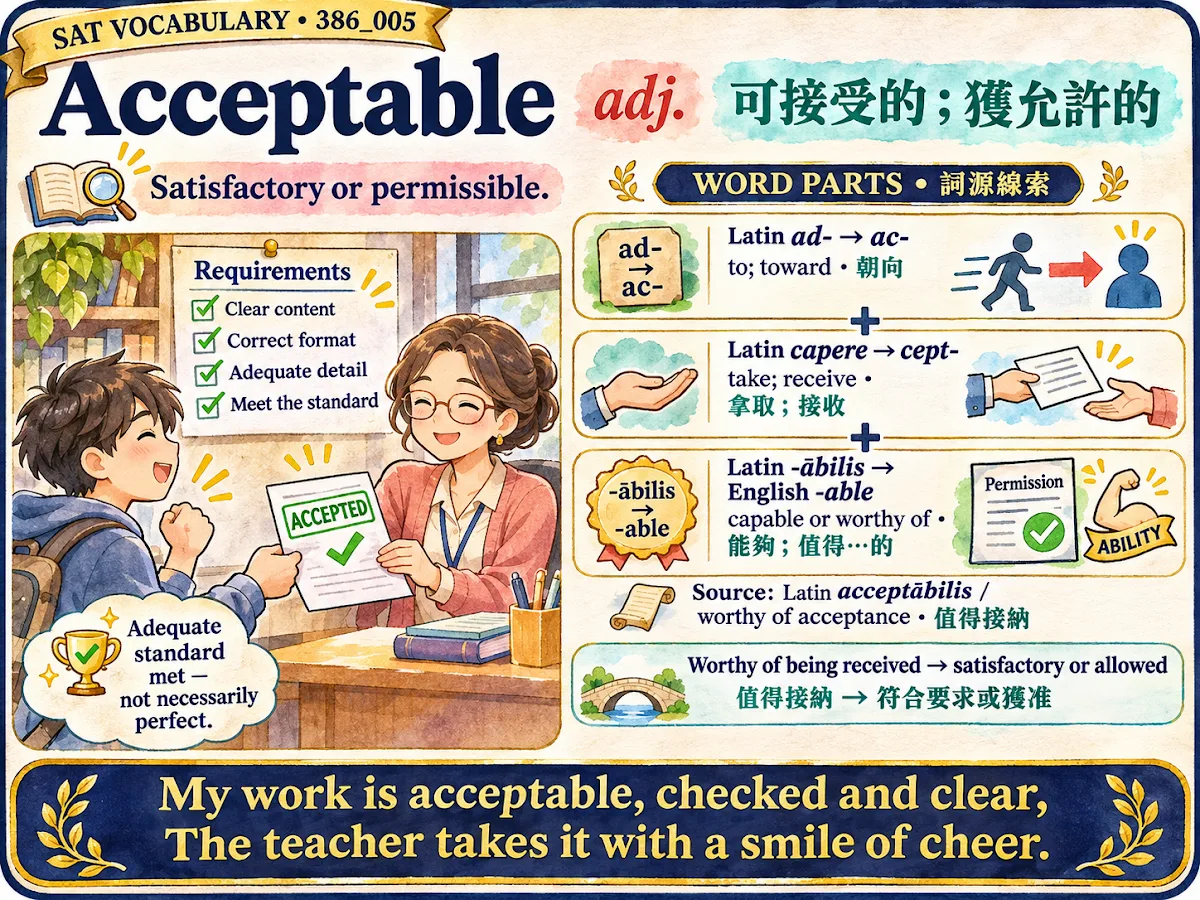 SAT VOCABULARY • 386_005
Acceptable
adj.
可接受的；獲允許的
Satisfactory or permissible.
Requirements
Clear content
Correct format
Adequate detail
Meet the standard
ACCEPTED
Adequate
standard
met —
not necessarily
perfect.
WORD PARTS • 詞源線索
ad-
→
ac-
Latin ad- → ac-
to; toward • 朝向
+
Latin capere → cept-
take; receive •
拿取；接收
+
-ābilis
→
-able
Latin -ābilis →
English -able
capable or worthy of •
能夠；值得…的
Permission
ABILITY
Source: Latin acceptābilis /
worthy of acceptance • 值得接納
Worthy of being received → satisfactory or allowed
值得接納 → 符合要求或獲准
My work is acceptable, checked and clear,
The teacher takes it with a smile of cheer.